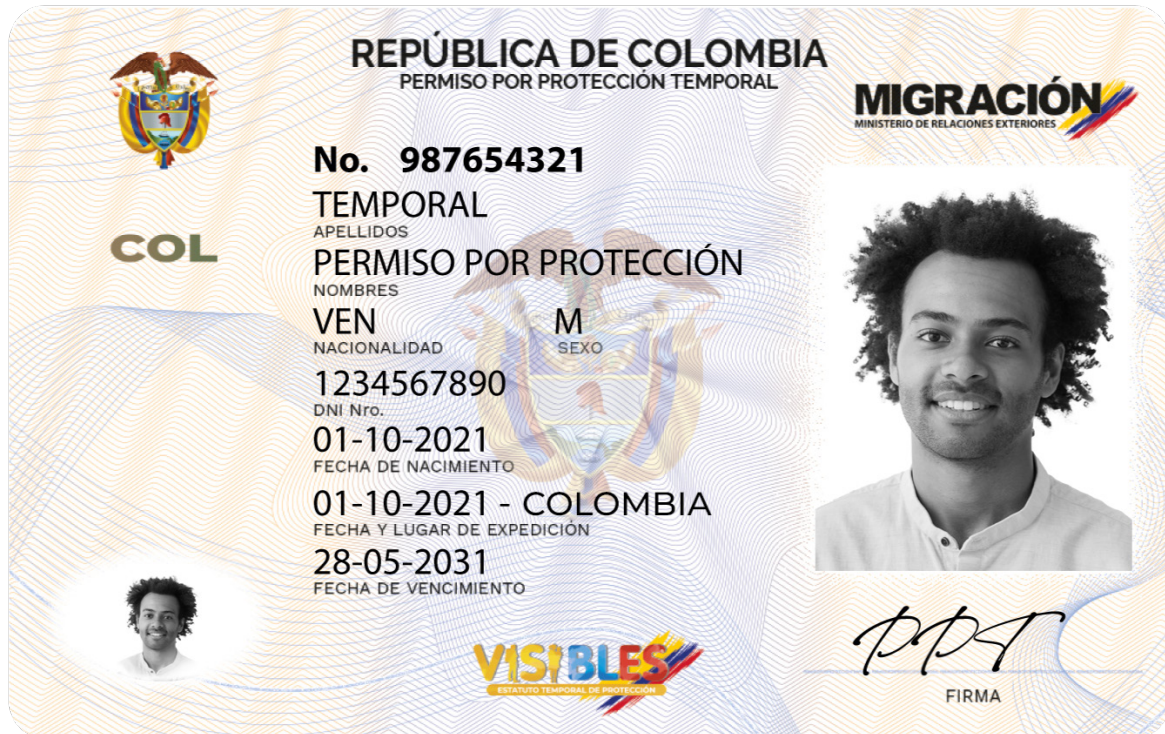 REPÚBLICA DE COLOMBIA
PERMISO POR PROTECCIÓN TEMPORAL
MIGRACIÓN
MINISTERIO DE RELACIONES EXTERIORES
No. 987654321
TEMPORAL
APELLIDOS
COL
PERMISO POR PROTECCIÓN
NOMBRES
VEN M
NACIONALIDAD SEXO
1234567890
DNI Nro.
01-10-2021
FECHA DE NACIMIENTO
01-10-2021 - COLOMBIA
FECHA Y LUGAR DE EXPEDICIÓN
28-05-2031
FECHA DE VENCIMIENTO
PPT
FIRMA
VISIBLES
ESTATUTO TEMPORAL DE PROTECCIÓN